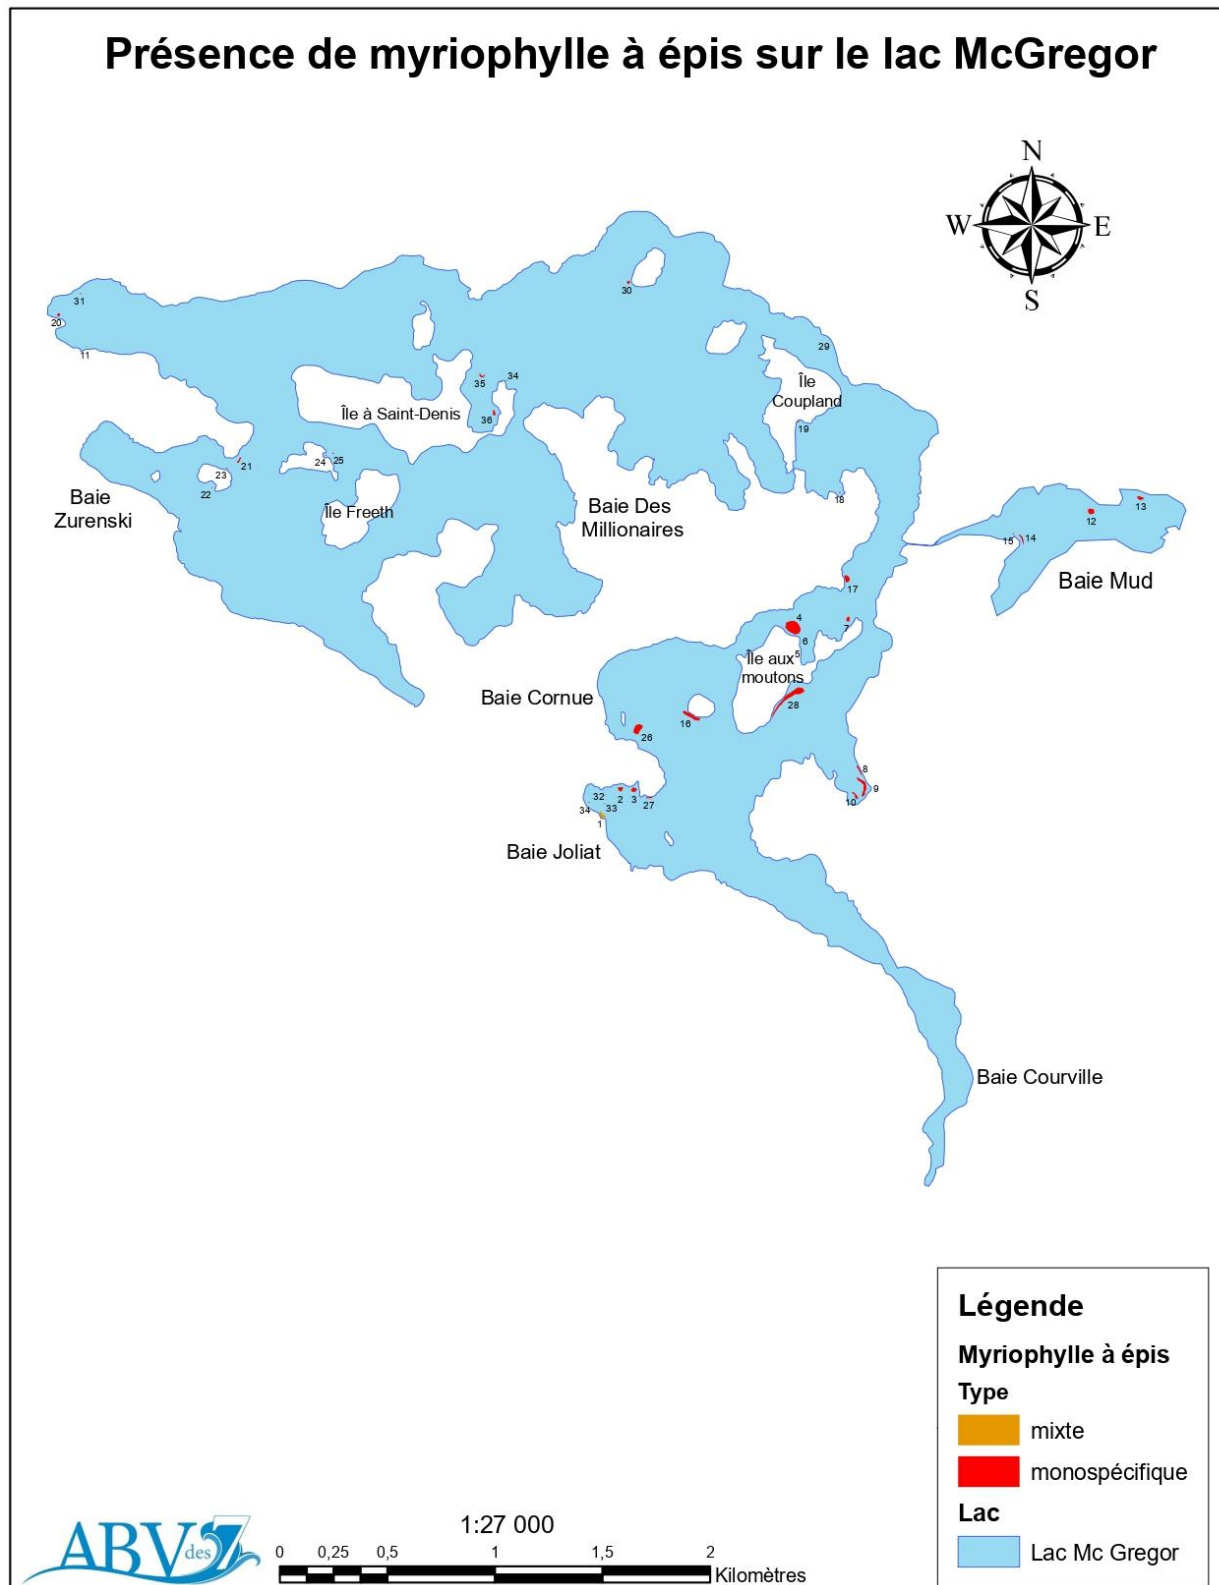 Présence de myriophylle à épis sur le lac McGregor
N
W E
S
31
20
11
30
29
35
34
36
Île à Saint-Denis
Île
Coupland
19
18
21
23
22
24
25
Île Freeth
Baie
Zurenski
Baie Des
Millionaires
12
13
15
14
Baie Mud
17
4
6
5
7
Île aux
moutons
28
Baie Cornue
16
26
8
9
10
32
2
3
27
34
33
1
Baie Joliat
Baie Courville
Légende
Myriophylle à épis
Type
mixte
monospécifique
Lac
Lac Mc Gregor
ABV des 7
1:27 000
0 0,25 0,5 1 1,5 2
Kilomètres